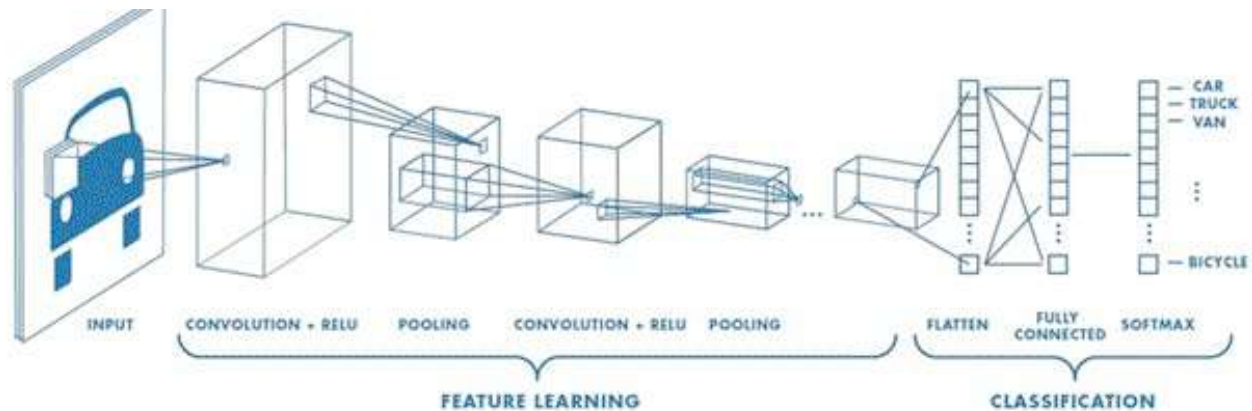 CAR
TRUCK
VAN
BICYCLE
INPUT
CONVOLUTION + RELU
POOLING
CONVOLUTION + RELU
POOLING
FLATTEN
FULLY
CONNECTED
SOFTMAX
FEATURE LEARNING
CLASSIFICATION